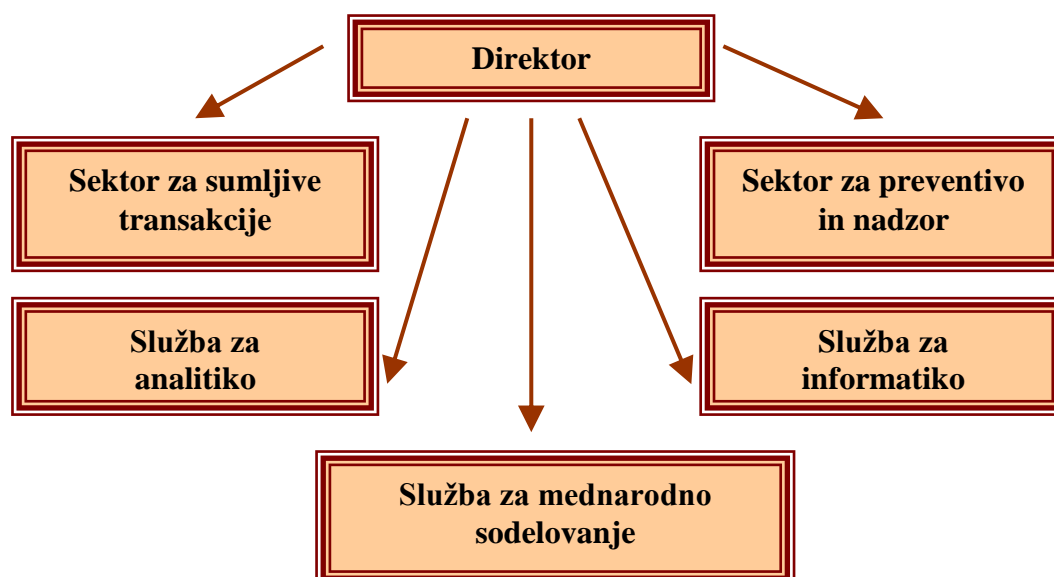 Direktor
Sektor za sumljive
transakcije
Sektor za preventivo
in nadzor
Služba za
analitiko
Služba za
informatiko
Služba za mednarodno
sodelovanje